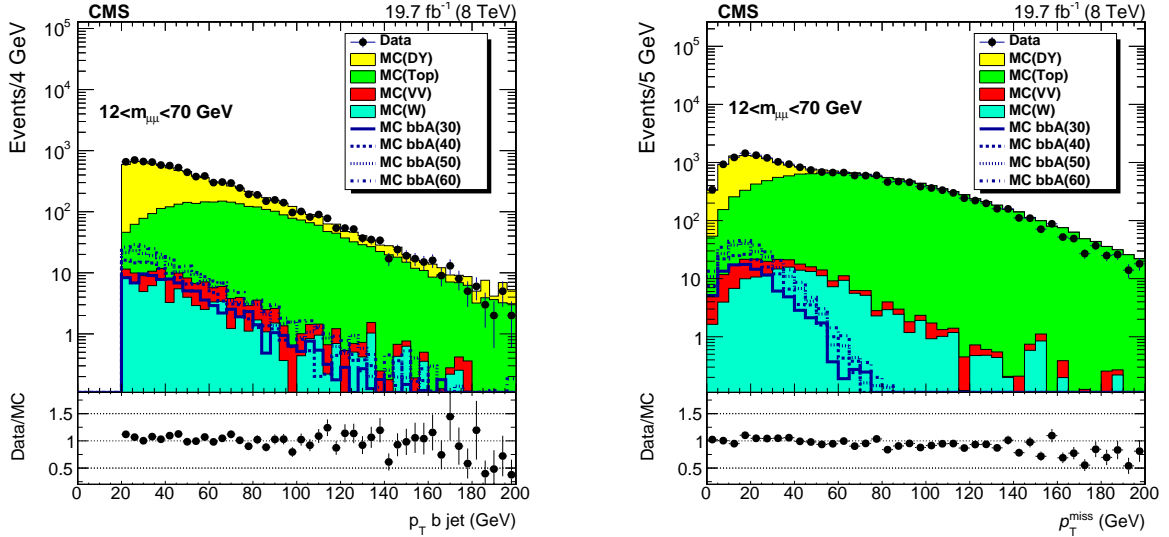 CMS 19.7 fb⁻¹ (8 TeV)
Events/4 GeV
10⁵
10⁴
10³
10²
10
1
12<m_μμ<70 GeV
Data
MC(DY)
MC(Top)
MC(VV)
MC(W)
MC bbA(30)
MC bbA(40)
MC bbA(50)
MC bbA(60)
Data/MC
1.5
1
0.5
0 20 40 60 80 100 120 140 160 180 200
p_T b jet (GeV)
CMS 19.7 fb⁻¹ (8 TeV)
Events/5 GeV
10⁵
10⁴
10³
10²
10
1
12<m_μμ<70 GeV
Data
MC(DY)
MC(Top)
MC(VV)
MC(W)
MC bbA(30)
MC bbA(40)
MC bbA(50)
MC bbA(60)
Data/MC
1.5
1
0.5
0 20 40 60 80 100 120 140 160 180 200
p_T^miss (GeV)